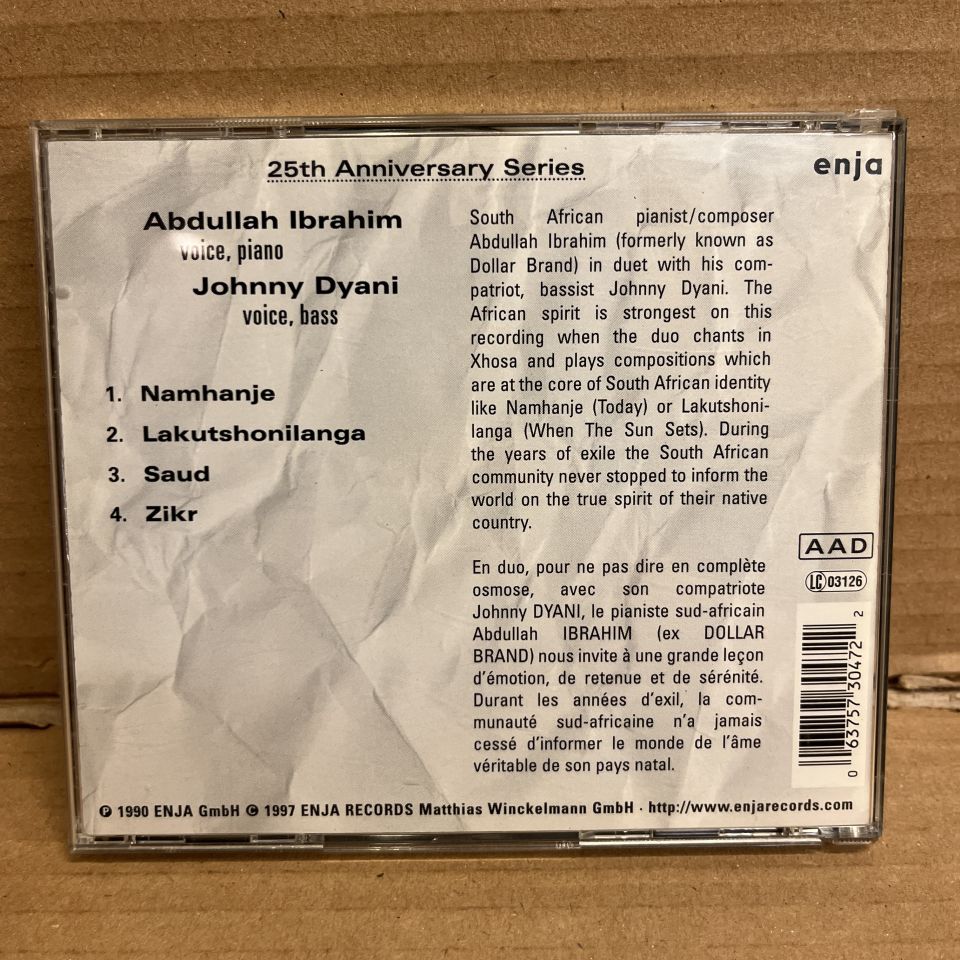 25th Anniversary Series
enja
Abdullah Ibrahim
voice, piano
Johnny Dyani
voice, bass
1. Namhanje
2. Lakutshonilanga
3. Saud
4. Zikr
South African pianist/composer
Abdullah Ibrahim (formerly known as
Dollar Brand) in duet with his com-
patriot, bassist Johnny Dyani. The
African spirit is strongest on this
recording when the duo chants in
Xhosa and plays compositions which
are at the core of South African identity
like Namhanje (Today) or Lakutshoni-
langa (When The Sun Sets). During
the years of exile the South African
community never stopped to inform the
world on the true spirit of their native
country.
En duo, pour ne pas dire en complète
osmose, avec son compatriote
Johnny DYANI, le pianiste sud-africain
Abdullah IBRAHIM (ex DOLLAR
BRAND) nous invite à une grande leçon
d'émotion, de retenue et de sérénité.
Durant les années d'exil, la com-
munauté sud-africaine n'a jamais
cessé d'informer le monde de l'âme
véritable de son pays natal.
AAD
LC 03126
0 63757 30472 2
℗ 1990 ENJA GmbH © 1997 ENJA RECORDS Matthias Winckelmann GmbH · http://www.enjarecords.com